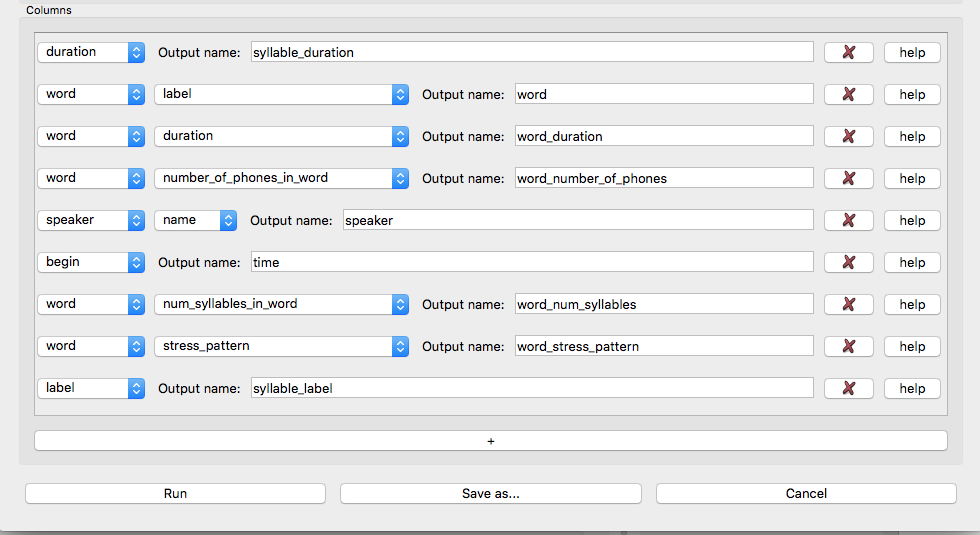 Columns
duration Output name: syllable_duration help
word label Output name: word help
word duration Output name: word_duration help
word number_of_phones_in_word Output name: word_number_of_phones help
speaker name Output name: speaker help
begin Output name: time help
word num_syllables_in_word Output name: word_num_syllables help
word stress_pattern Output name: word_stress_pattern help
label Output name: syllable_label help
+
Run Save as... Cancel